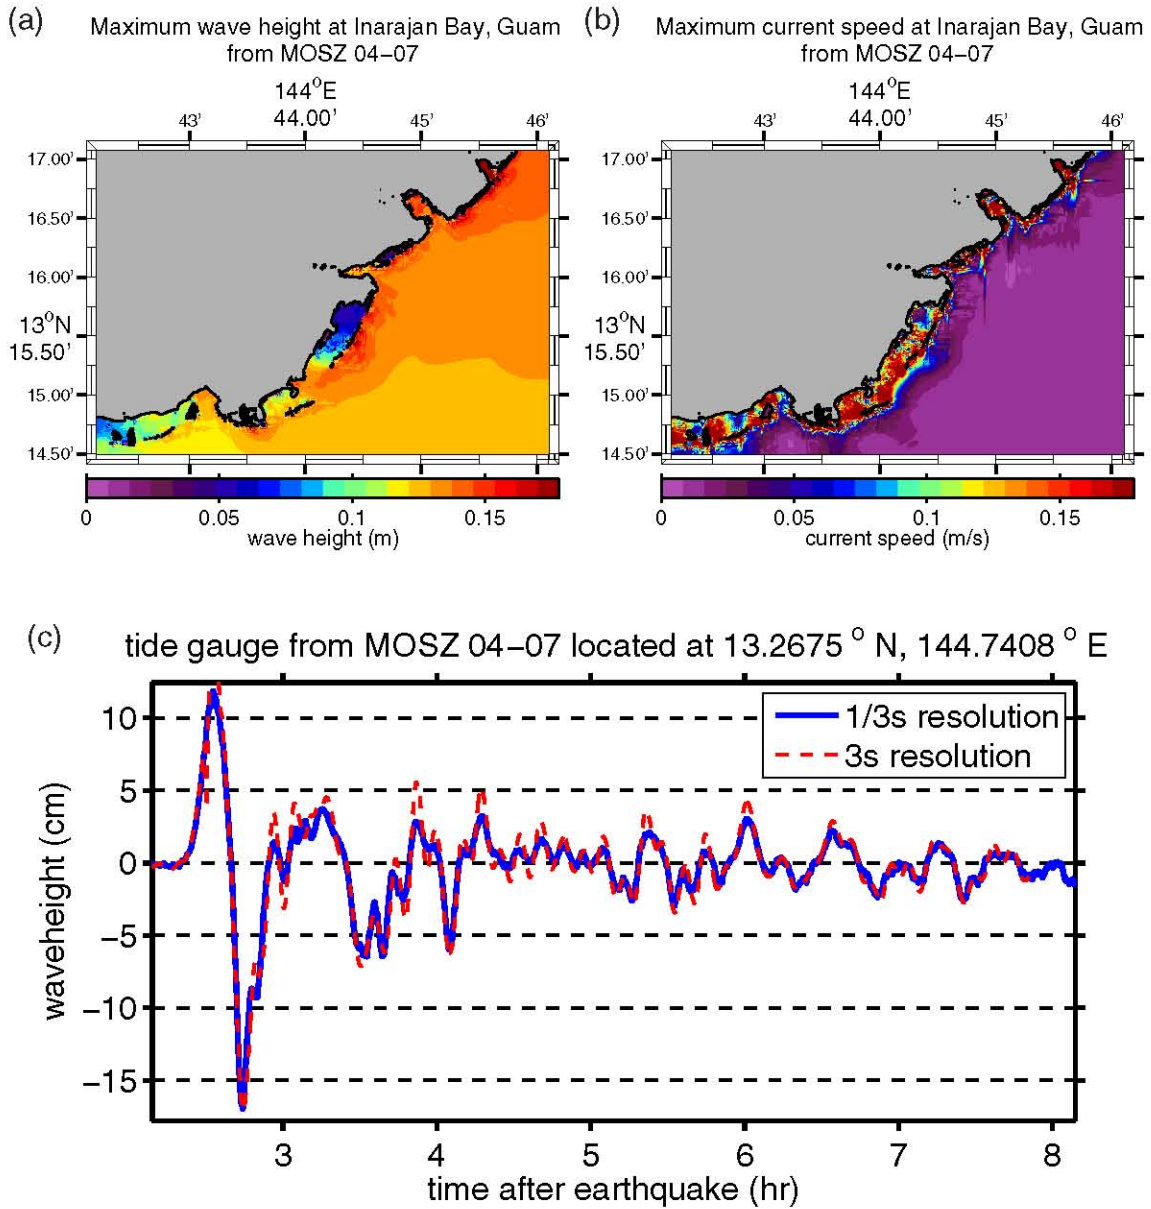 (a)
Maximum wave height at Inarajan Bay, Guam
from MOSZ 04−07
144°E
43' 44.00' 45' 46'
17.00'
16.50'
16.00'
13°N
15.50'
15.00'
14.50'
0 0.05 0.1 0.15
wave height (m)
(b)
Maximum current speed at Inarajan Bay, Guam
from MOSZ 04−07
144°E
43' 44.00' 45' 46'
17.00'
16.50'
16.00'
13°N
15.50'
15.00'
14.50'
0 0.05 0.1 0.15
current speed (m/s)
(c)
tide gauge from MOSZ 04−07 located at 13.2675 ° N, 144.7408 ° E
1/3s resolution
3s resolution
waveheight (cm)
10
5
0
−5
−10
−15
3 4 5 6 7 8
time after earthquake (hr)